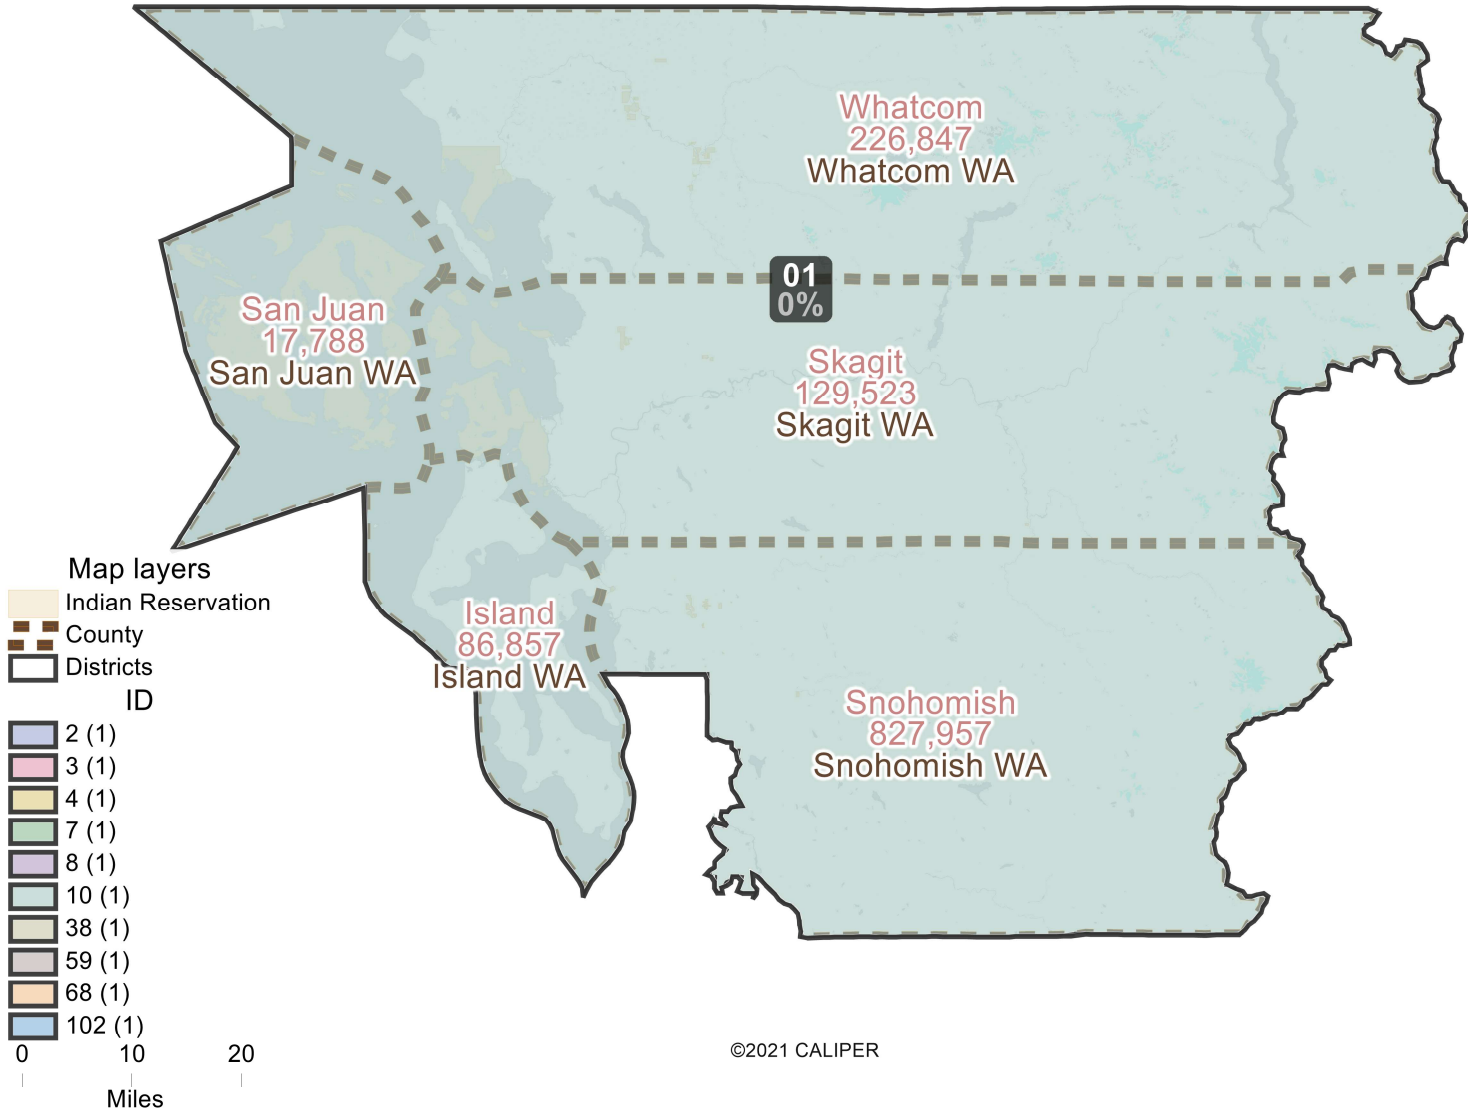 Whatcom
226,847
Whatcom WA
01
0%
San Juan
17,788
San Juan WA
Skagit
129,523
Skagit WA
Island
86,857
Island WA
Snohomish
827,957
Snohomish WA
Map layers
Indian Reservation
County
Districts
ID
2 (1)
3 (1)
4 (1)
7 (1)
8 (1)
10 (1)
38 (1)
59 (1)
68 (1)
102 (1)
0 10 20
Miles
©2021 CALIPER